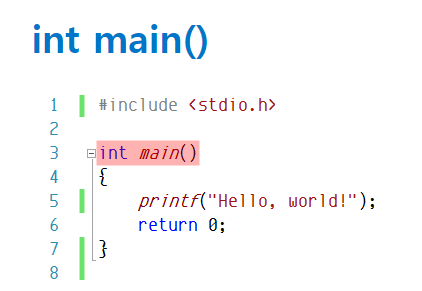 int main()
1 #include <stdio.h>
2
3 int main()
4 {
5 printf("Hello, world!");
6 return 0;
7 }
8